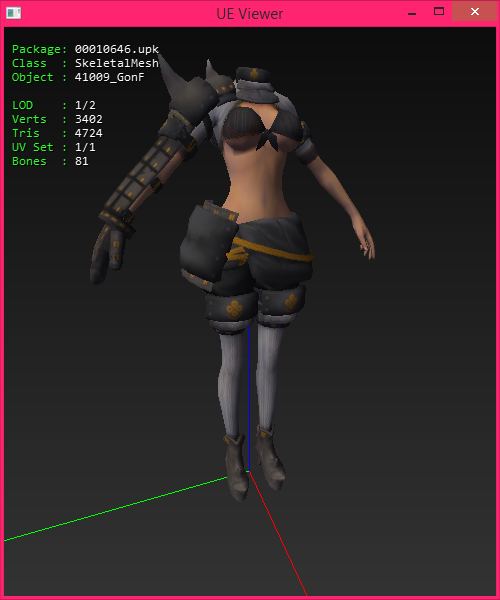 UE Viewer
Package: 00010646.upk
Class  : SkeletalMesh
Object : 41009_GonF
LOD    : 1/2
Verts  : 3402
Tris   : 4724
UV Set : 1/1
Bones  : 81